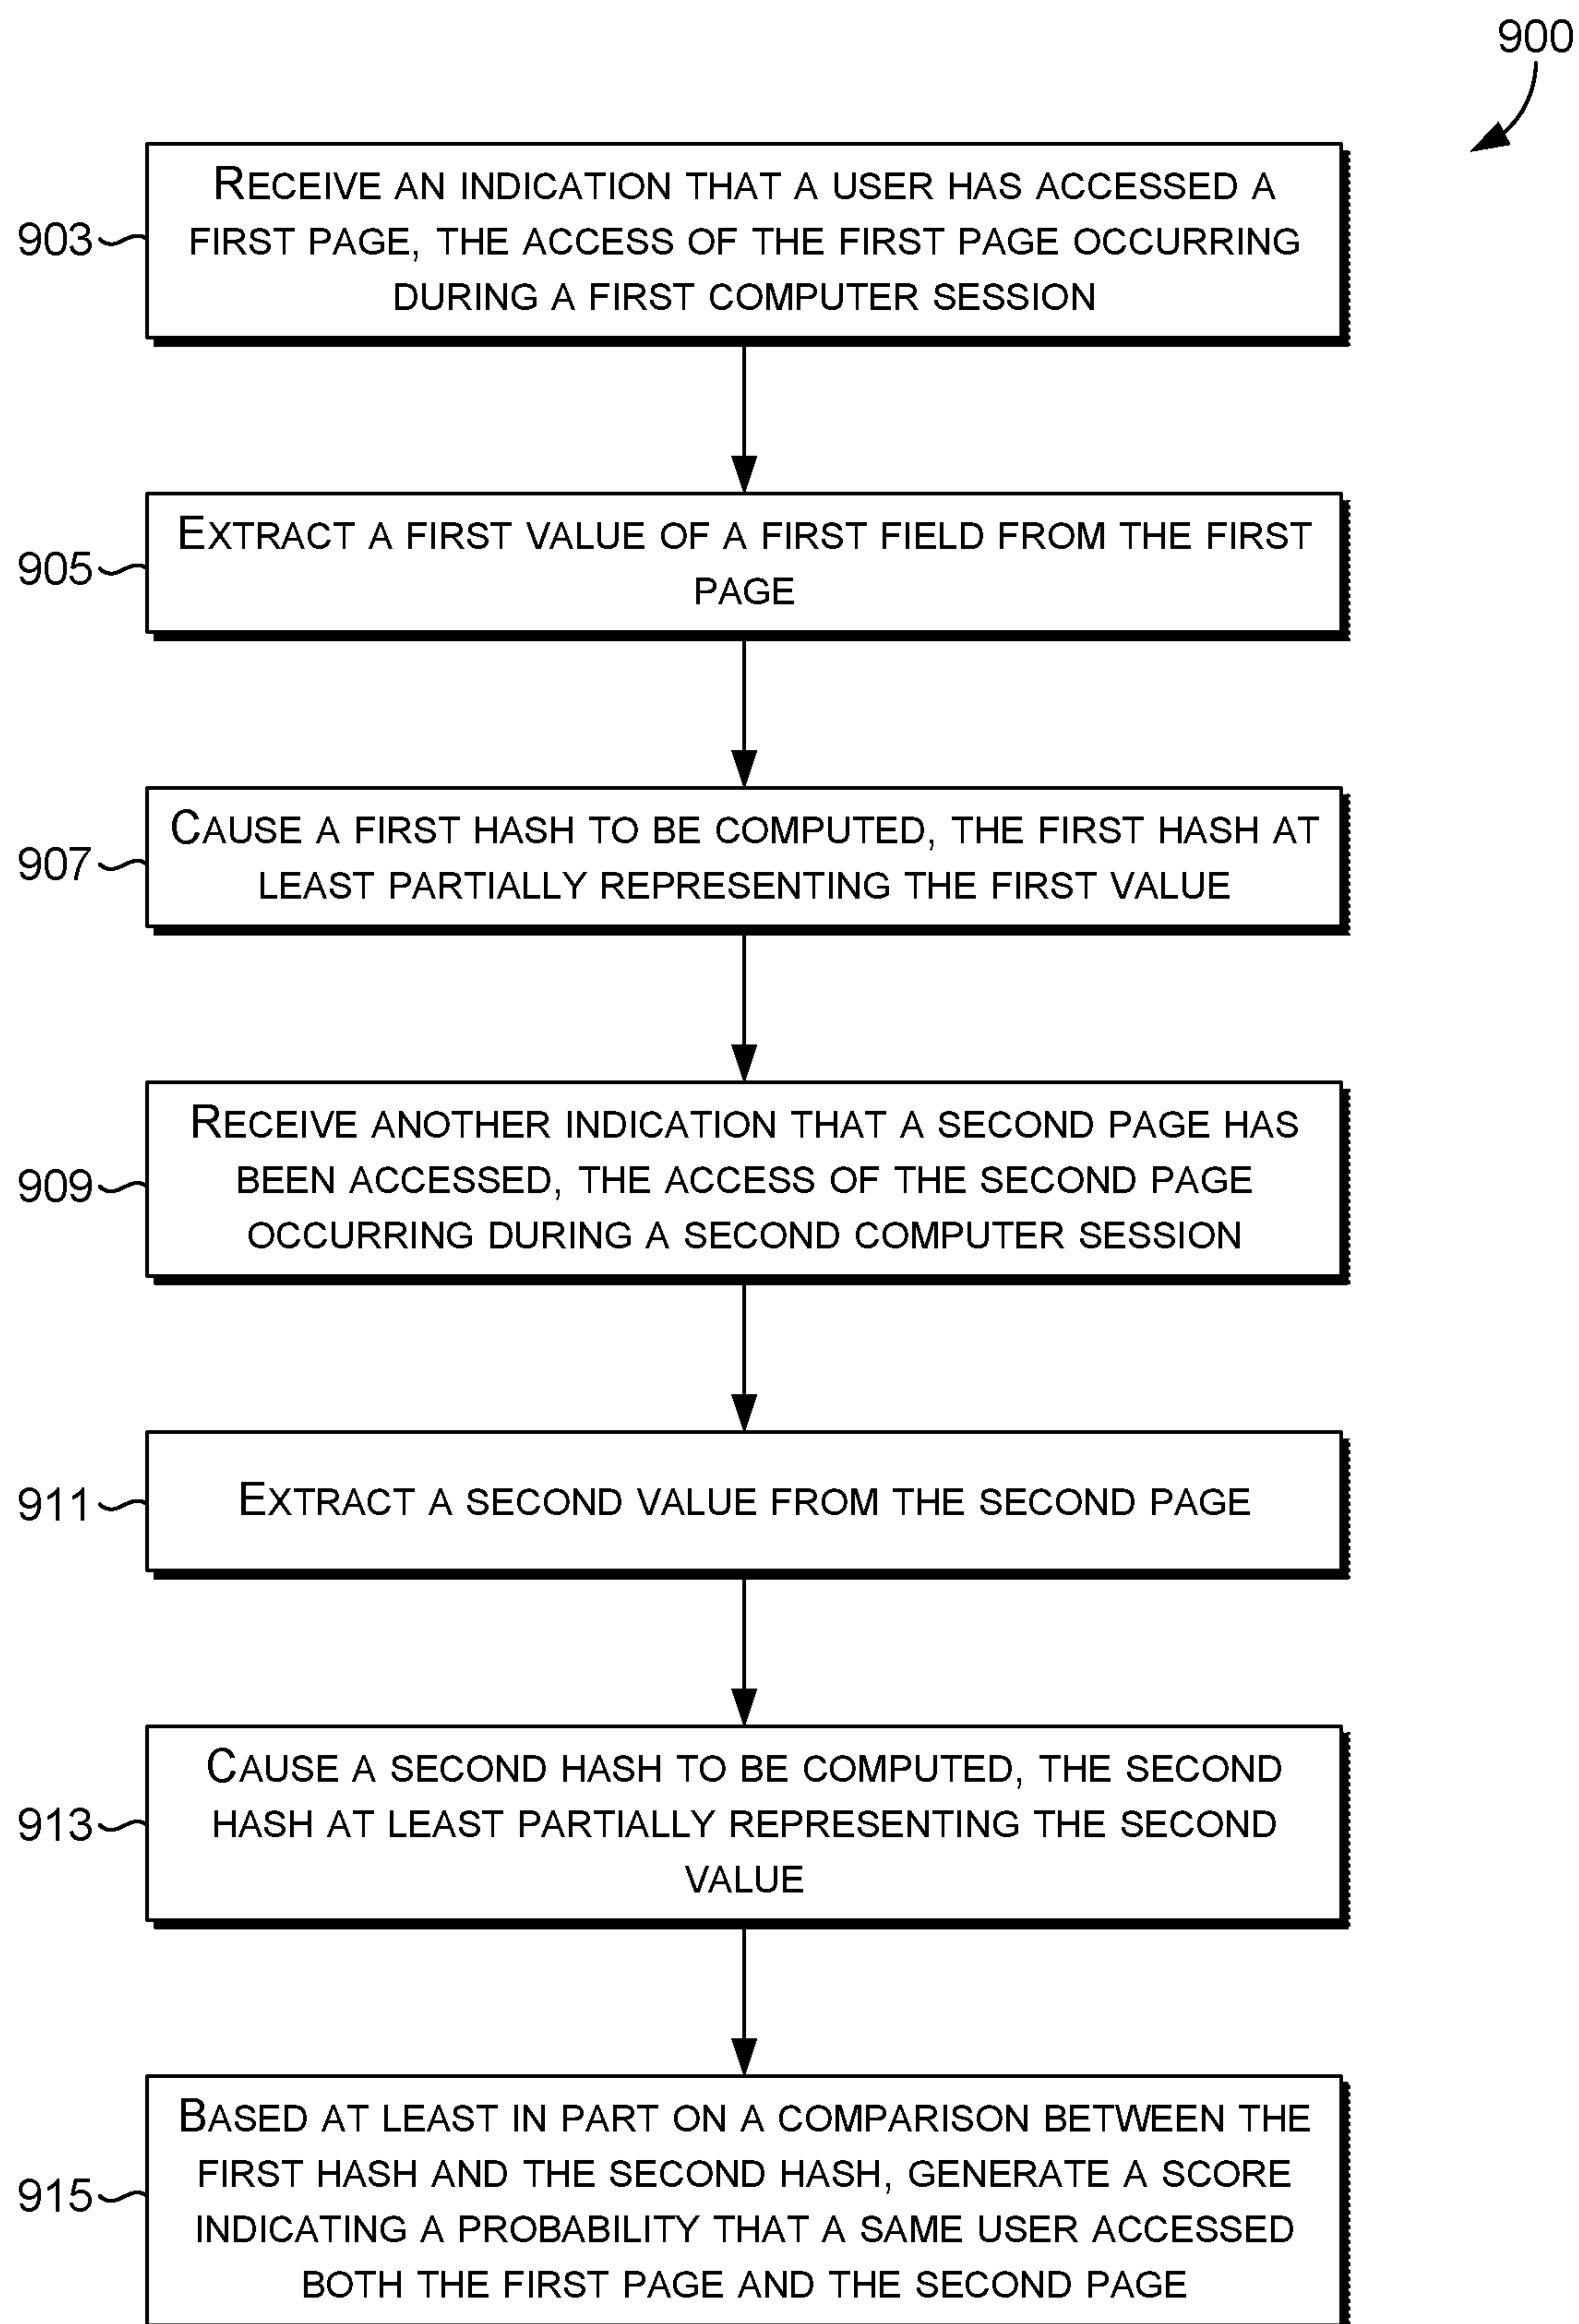 900
903
RECEIVE AN INDICATION THAT A USER HAS ACCESSED A
FIRST PAGE, THE ACCESS OF THE FIRST PAGE OCCURRING
DURING A FIRST COMPUTER SESSION
905
EXTRACT A FIRST VALUE OF A FIRST FIELD FROM THE FIRST
PAGE
907
CAUSE A FIRST HASH TO BE COMPUTED, THE FIRST HASH AT
LEAST PARTIALLY REPRESENTING THE FIRST VALUE
909
RECEIVE ANOTHER INDICATION THAT A SECOND PAGE HAS
BEEN ACCESSED, THE ACCESS OF THE SECOND PAGE
OCCURRING DURING A SECOND COMPUTER SESSION
911
EXTRACT A SECOND VALUE FROM THE SECOND PAGE
913
CAUSE A SECOND HASH TO BE COMPUTED, THE SECOND
HASH AT LEAST PARTIALLY REPRESENTING THE SECOND
VALUE
915
BASED AT LEAST IN PART ON A COMPARISON BETWEEN THE
FIRST HASH AND THE SECOND HASH, GENERATE A SCORE
INDICATING A PROBABILITY THAT A SAME USER ACCESSED
BOTH THE FIRST PAGE AND THE SECOND PAGE